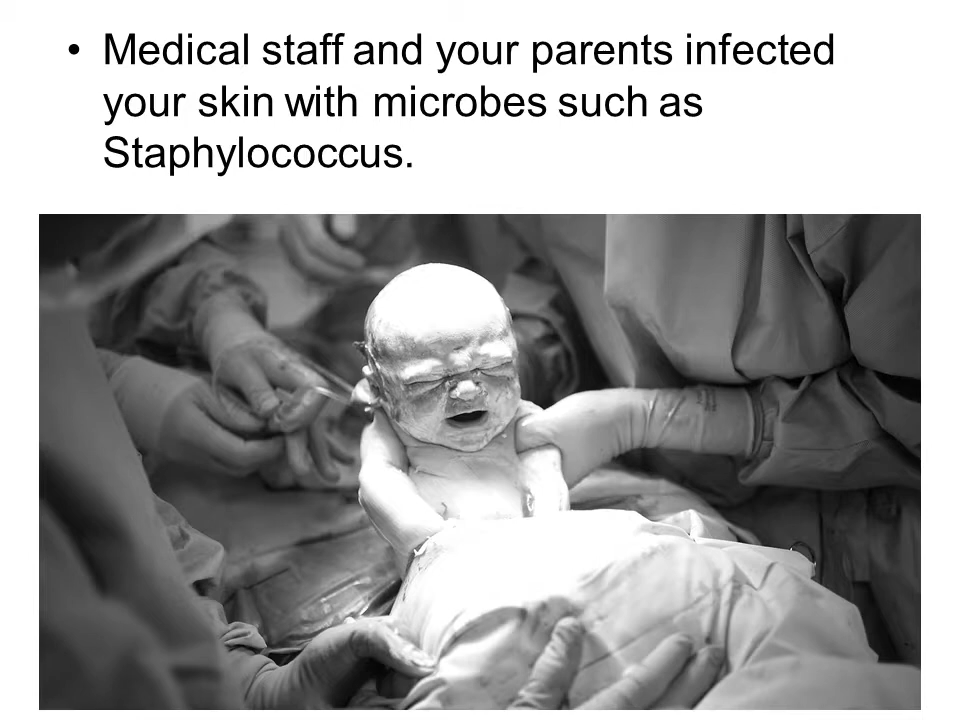 • Medical staff and your parents infected
your skin with microbes such as
Staphylococcus.